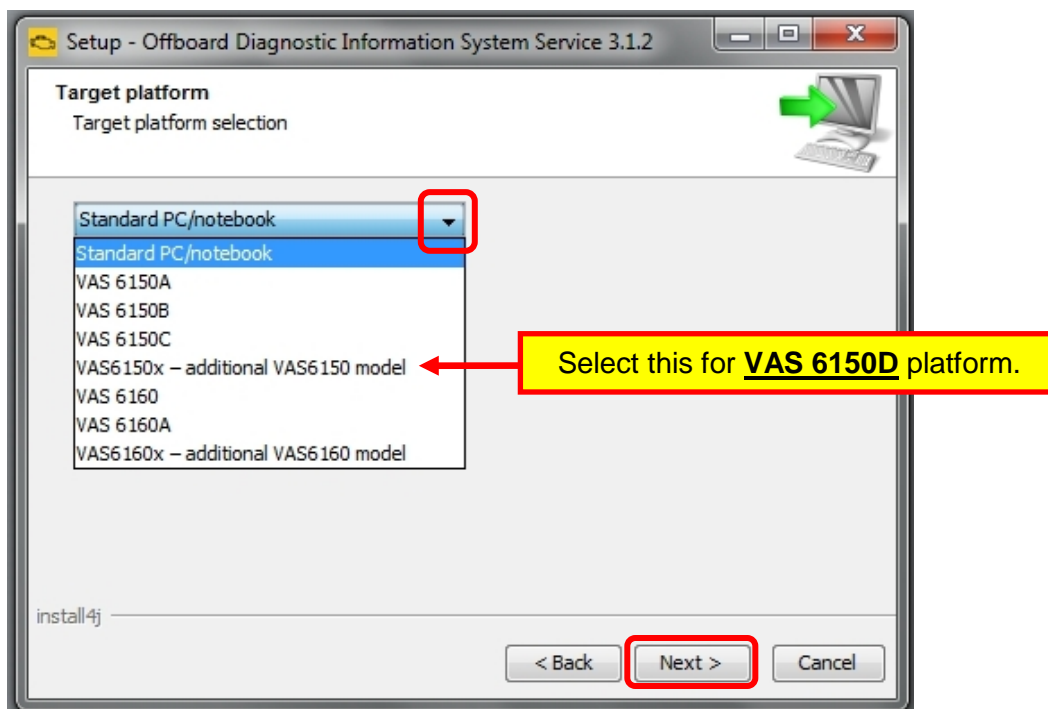 Setup - Offboard Diagnostic Information System Service 3.1.2
Target platform
Target platform selection
Standard PC/notebook
Standard PC/notebook
VAS 6150A
VAS 6150B
VAS 6150C
VAS6150x – additional VAS6150 model
Select this for VAS 6150D platform.
VAS 6160
VAS 6160A
VAS6160x – additional VAS6160 model
install4j
< Back
Next >
Cancel